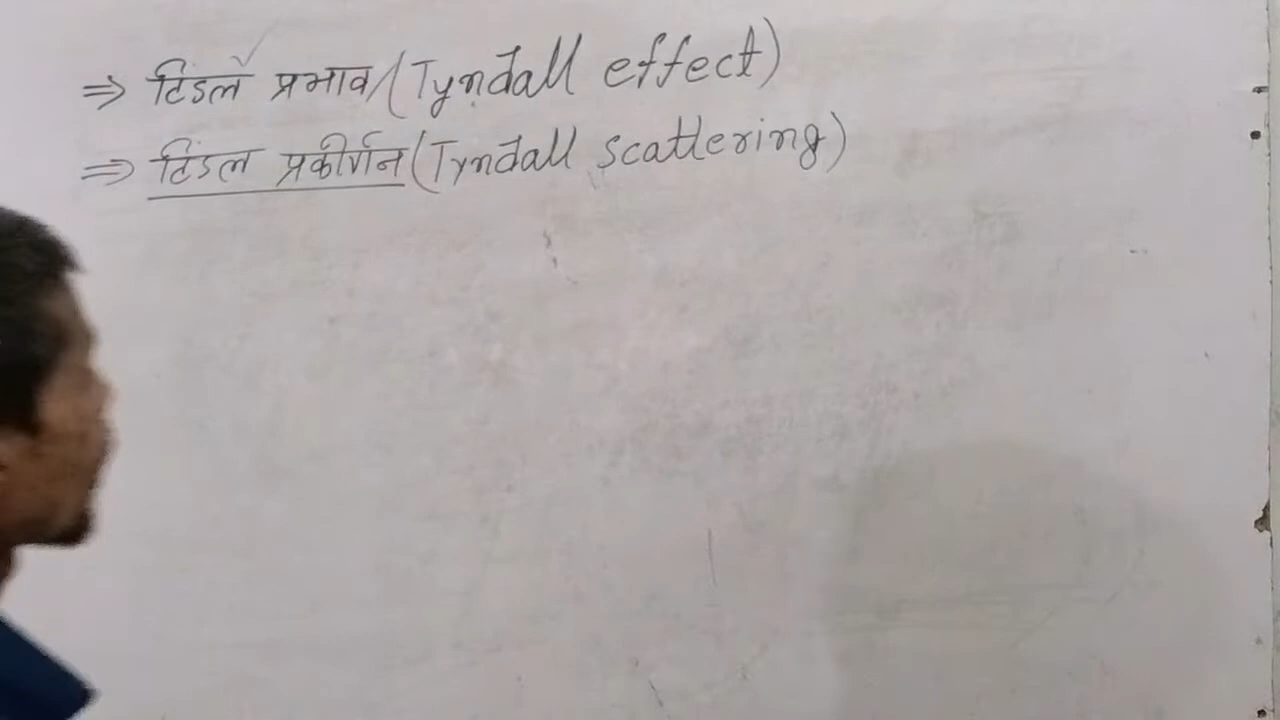 ⇒ टिंडल प्रभाव/(Tyndall effect)
⇒ टिंडल प्रकीर्णन(Tyndall scattering)